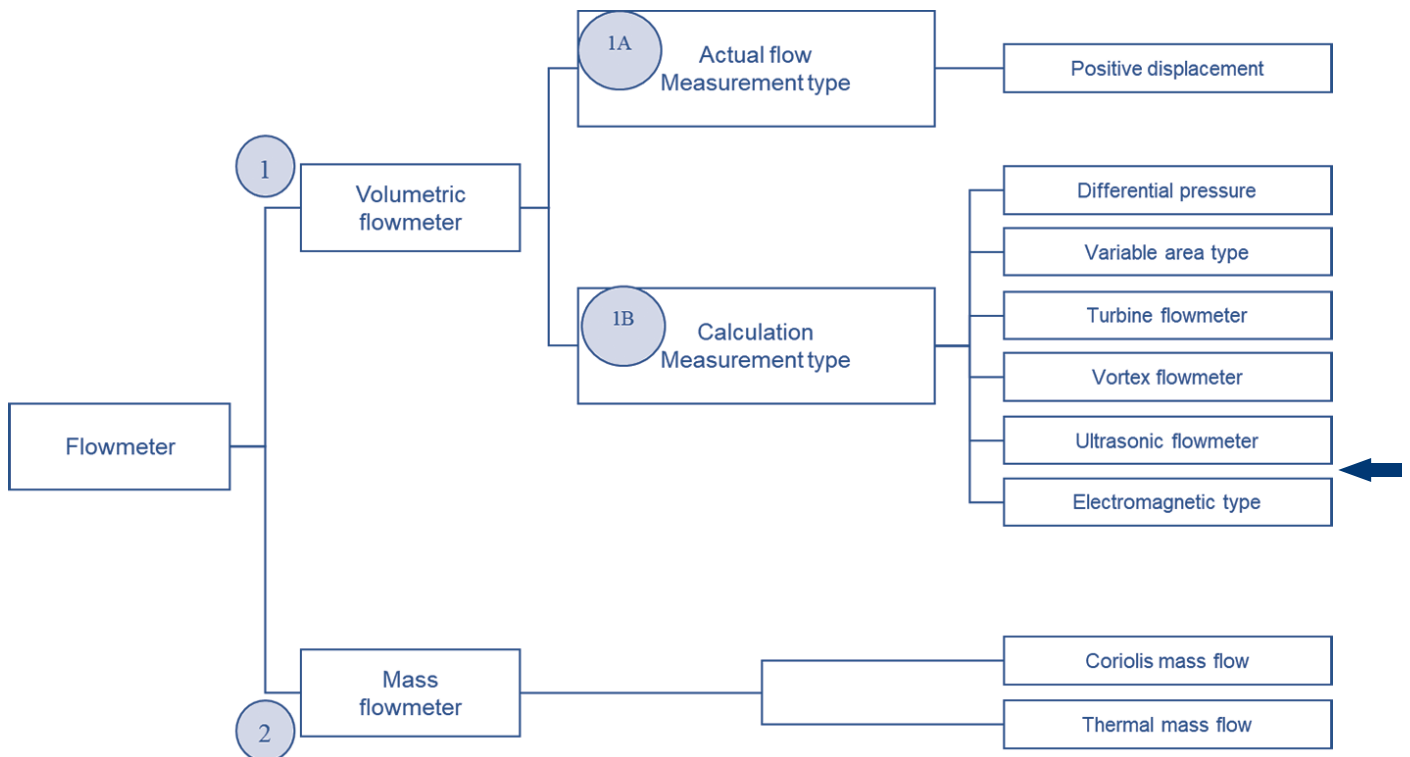 1A
Actual flow
Measurement type
Positive displacement
1
Volumetric
flowmeter
Differential pressure
Variable area type
1B
Calculation
Measurement type
Turbine flowmeter
Vortex flowmeter
Ultrasonic flowmeter
Electromagnetic type
Flowmeter
Mass
flowmeter
2
Coriolis mass flow
Thermal mass flow